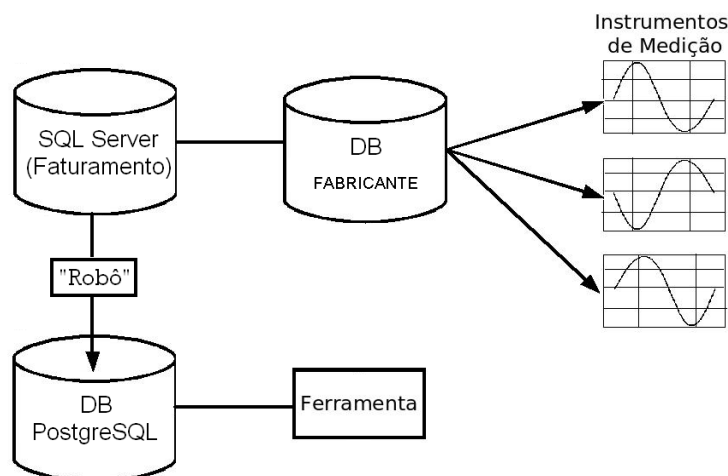 Instrumentos
de Medição
SQL Server
(Faturamento)
DB
FABRICANTE
"Robô"
DB
PostgreSQL
Ferramenta